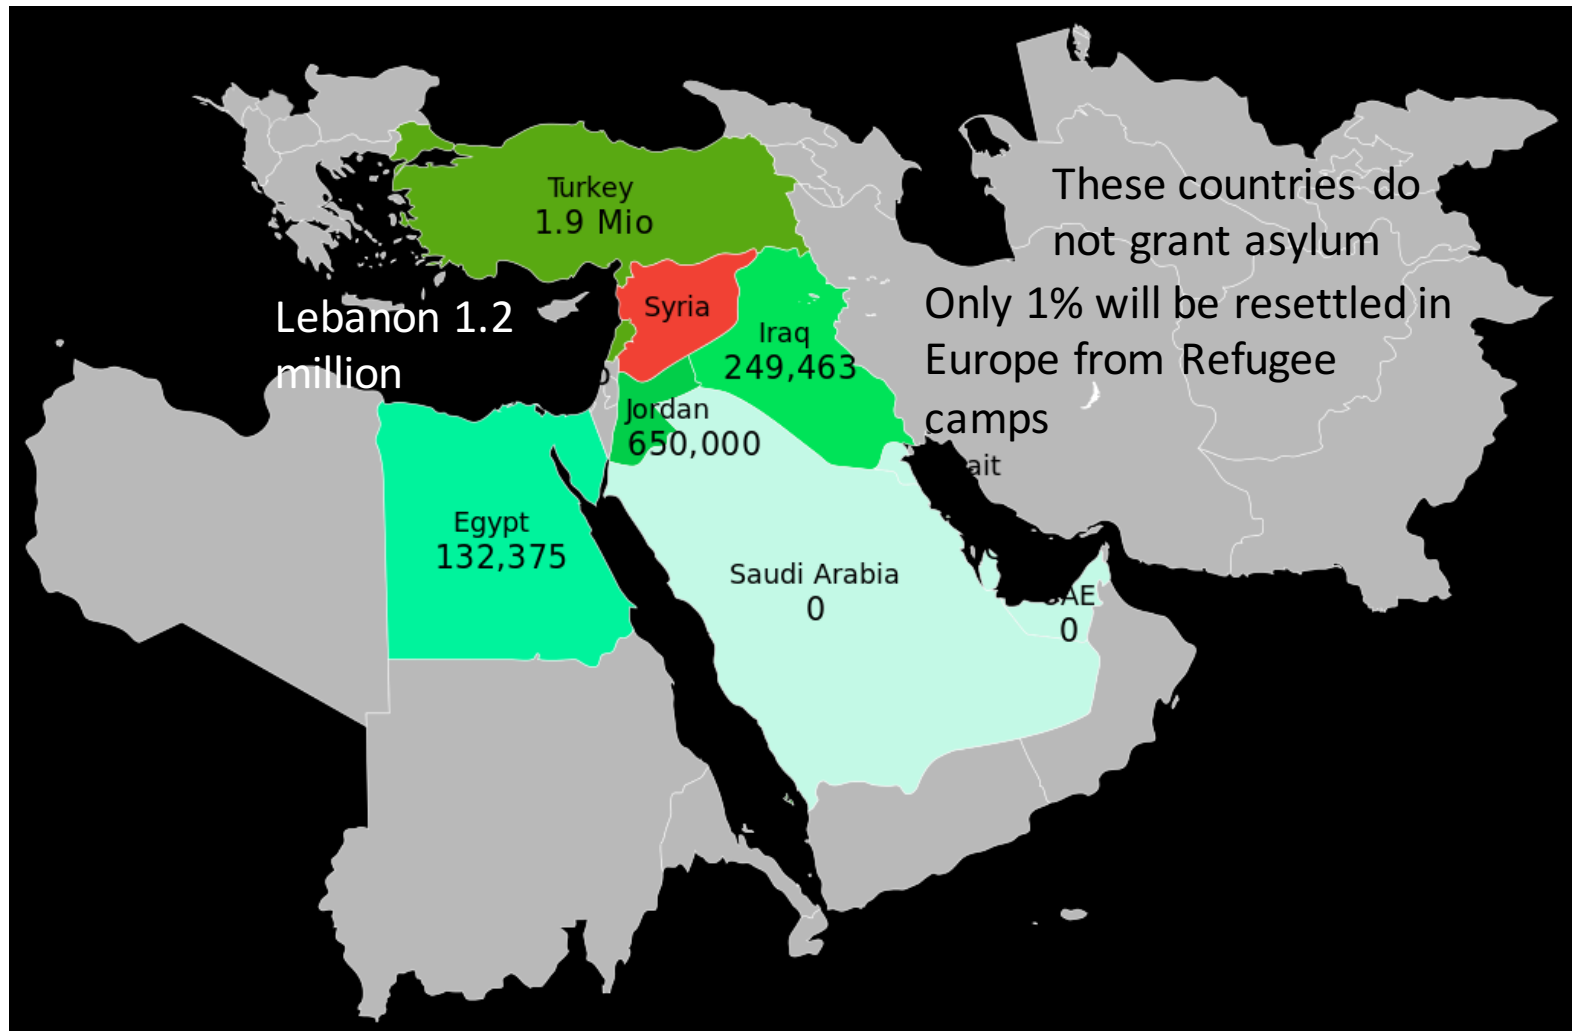 Turkey
1.9 Mio
These countries do
not grant asylum
Syria
Lebanon 1.2
million
Only 1% will be resettled in
Europe from Refugee
camps
Iraq
249,463
Jordan
650,000
Egypt
132,375
Saudi Arabia
0
0